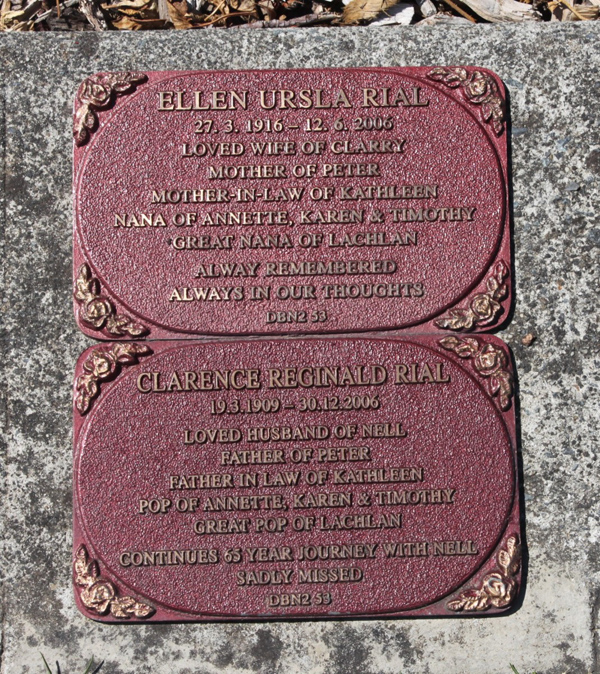 ELLEN URSLA RIAL
27. 3. 1916 – 12. 6. 2006
LOVED WIFE OF CLARRY
MOTHER OF PETER
MOTHER-IN-LAW OF KATHLEEN
NANA OF ANNETTE, KAREN & TIMOTHY
GREAT NANA OF LACHLAN
ALWAY REMEMBERED
ALWAYS IN OUR THOUGHTS
DBN2 53
CLARENCE REGINALD RIAL
19.3.1909 – 30.12.2006
LOVED HUSBAND OF NELL
FATHER OF PETER
FATHER IN LAW OF KATHLEEN
POP OF ANNETTE, KAREN & TIMOTHY
GREAT POP OF LACHLAN
CONTINUES 65 YEAR JOURNEY WITH NELL
SADLY MISSED
DBN2 53